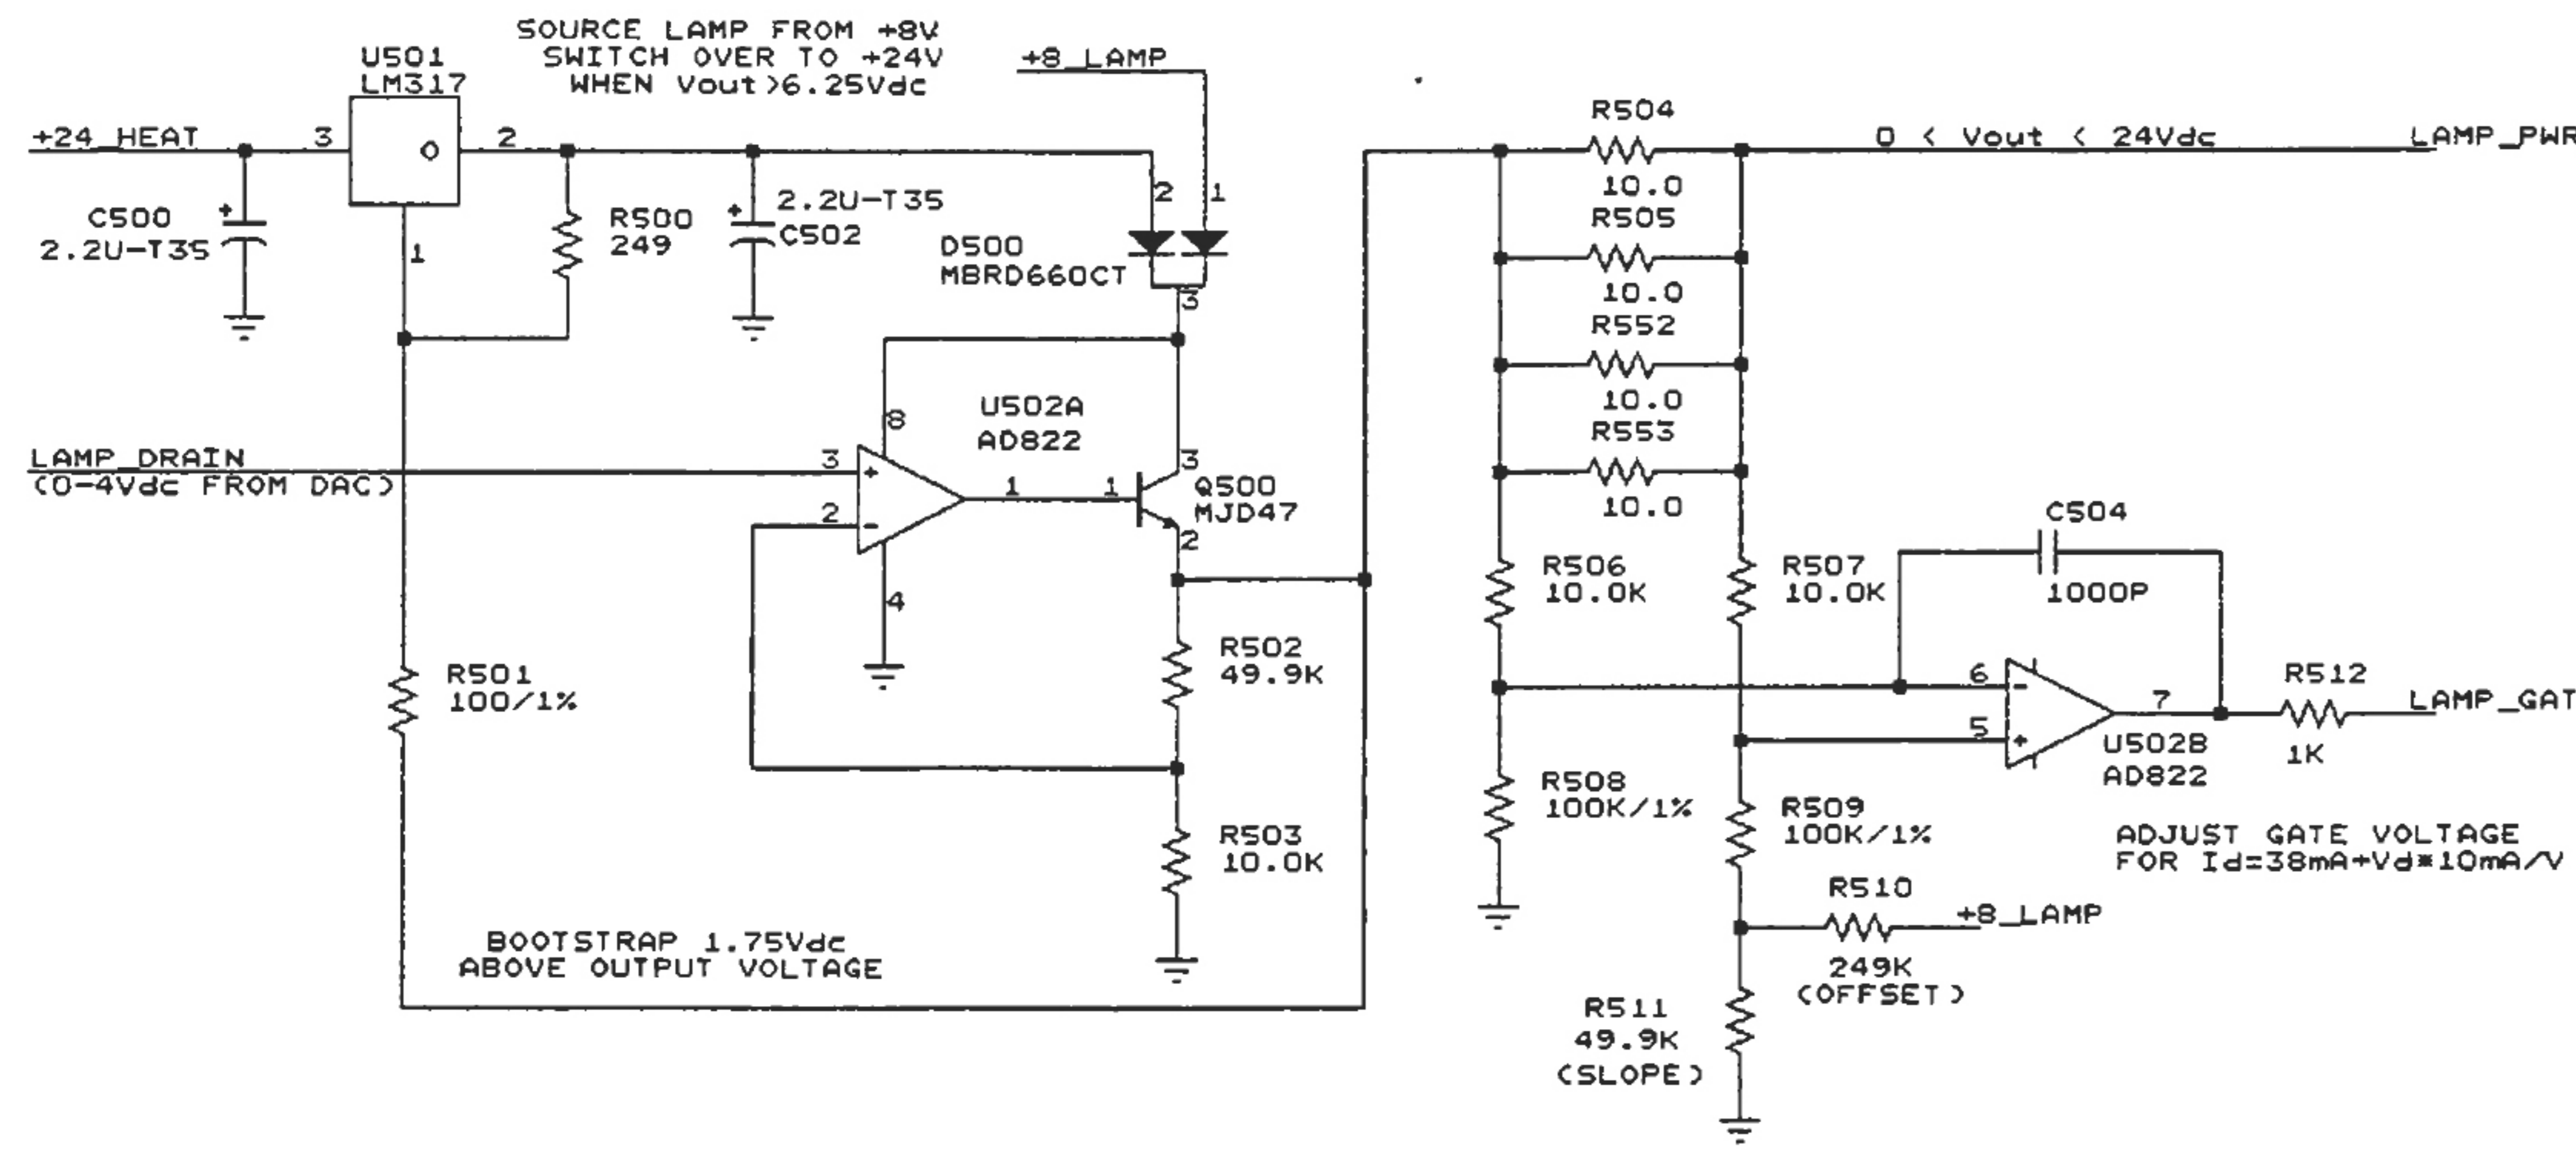 SOURCE LAMP FROM +8V
SWITCH OVER TO +24V
WHEN Vout>6.25Vdc
U501
LM317
+8_LAMP
+24_HEAT
3
O
2
1
C500
2.2U-T35
+
R500
249
+
2.2U-T35
C502
2
1
D500
MBRD660CT
3
8
U502A
AD822
LAMP_DRAIN
(0-4Vdc FROM DAC)
3
+
2
-
1
1
3
Q500
MJD47
2
4
R501
100/1%
R502
49.9K
R503
10.0K
BOOTSTRAP 1.75Vdc
ABOVE OUTPUT VOLTAGE
R504
10.0
R505
10.0
R552
10.0
R553
10.0
0 < Vout < 24Vdc
LAMP_PWR
R506
10.0K
R507
10.0K
C504
1000P
6
-
5
+
7
U502B
AD822
R512
1K
LAMP_GAT
R508
100K/1%
R509
100K/1%
ADJUST GATE VOLTAGE
FOR Id=38mA+Vd*10mA/V
R510
+8_LAMP
249K
(OFFSET)
R511
49.9K
(SLOPE)